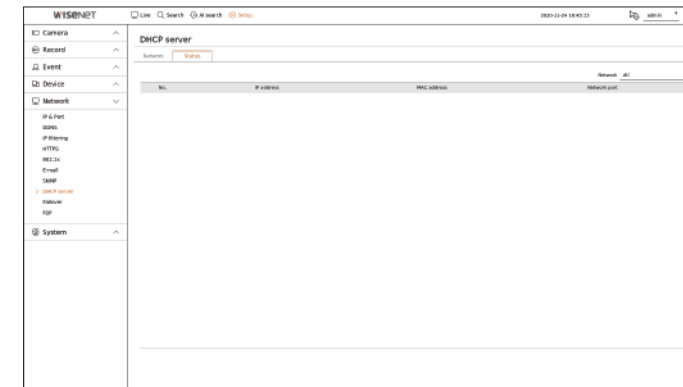 WISENET
Live Search AI search Setup 2020-11-24 18:45:15 admin
Camera
Record
Event
Device
Network
IP & Port
DDNS
IP filtering
HTTPS
802.1x
E-mail
SNMP
DHCP server
Failover
P2P
System
DHCP server
Network Status
Network All
No. IP address MAC address Network port